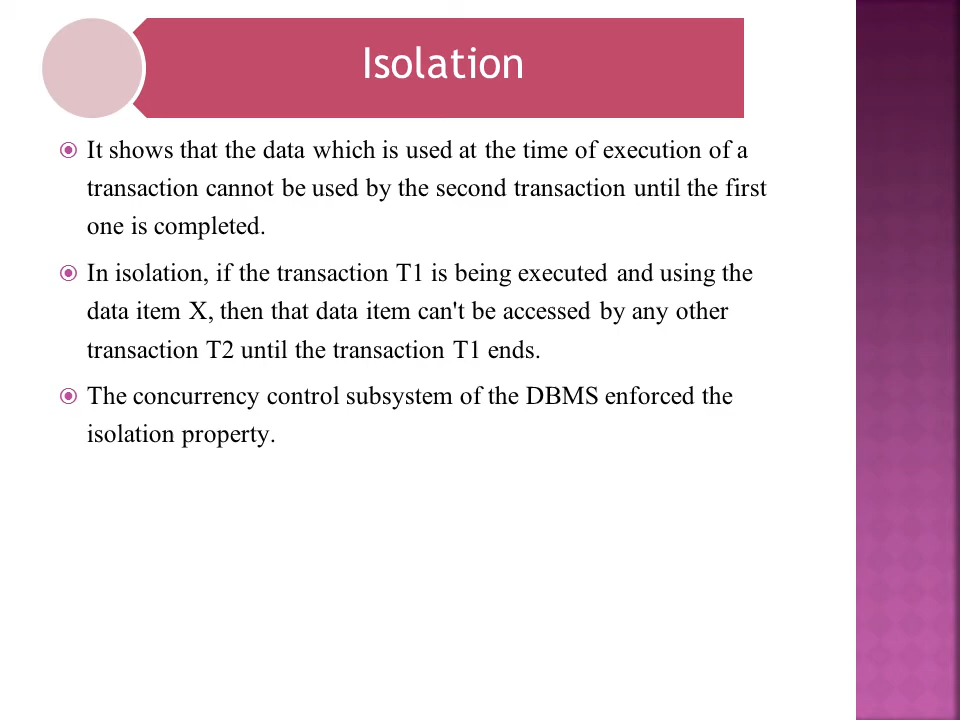 Isolation
It shows that the data which is used at the time of execution of a
transaction cannot be used by the second transaction until the first
one is completed.
In isolation, if the transaction T1 is being executed and using the
data item X, then that data item can't be accessed by any other
transaction T2 until the transaction T1 ends.
The concurrency control subsystem of the DBMS enforced the
isolation property.